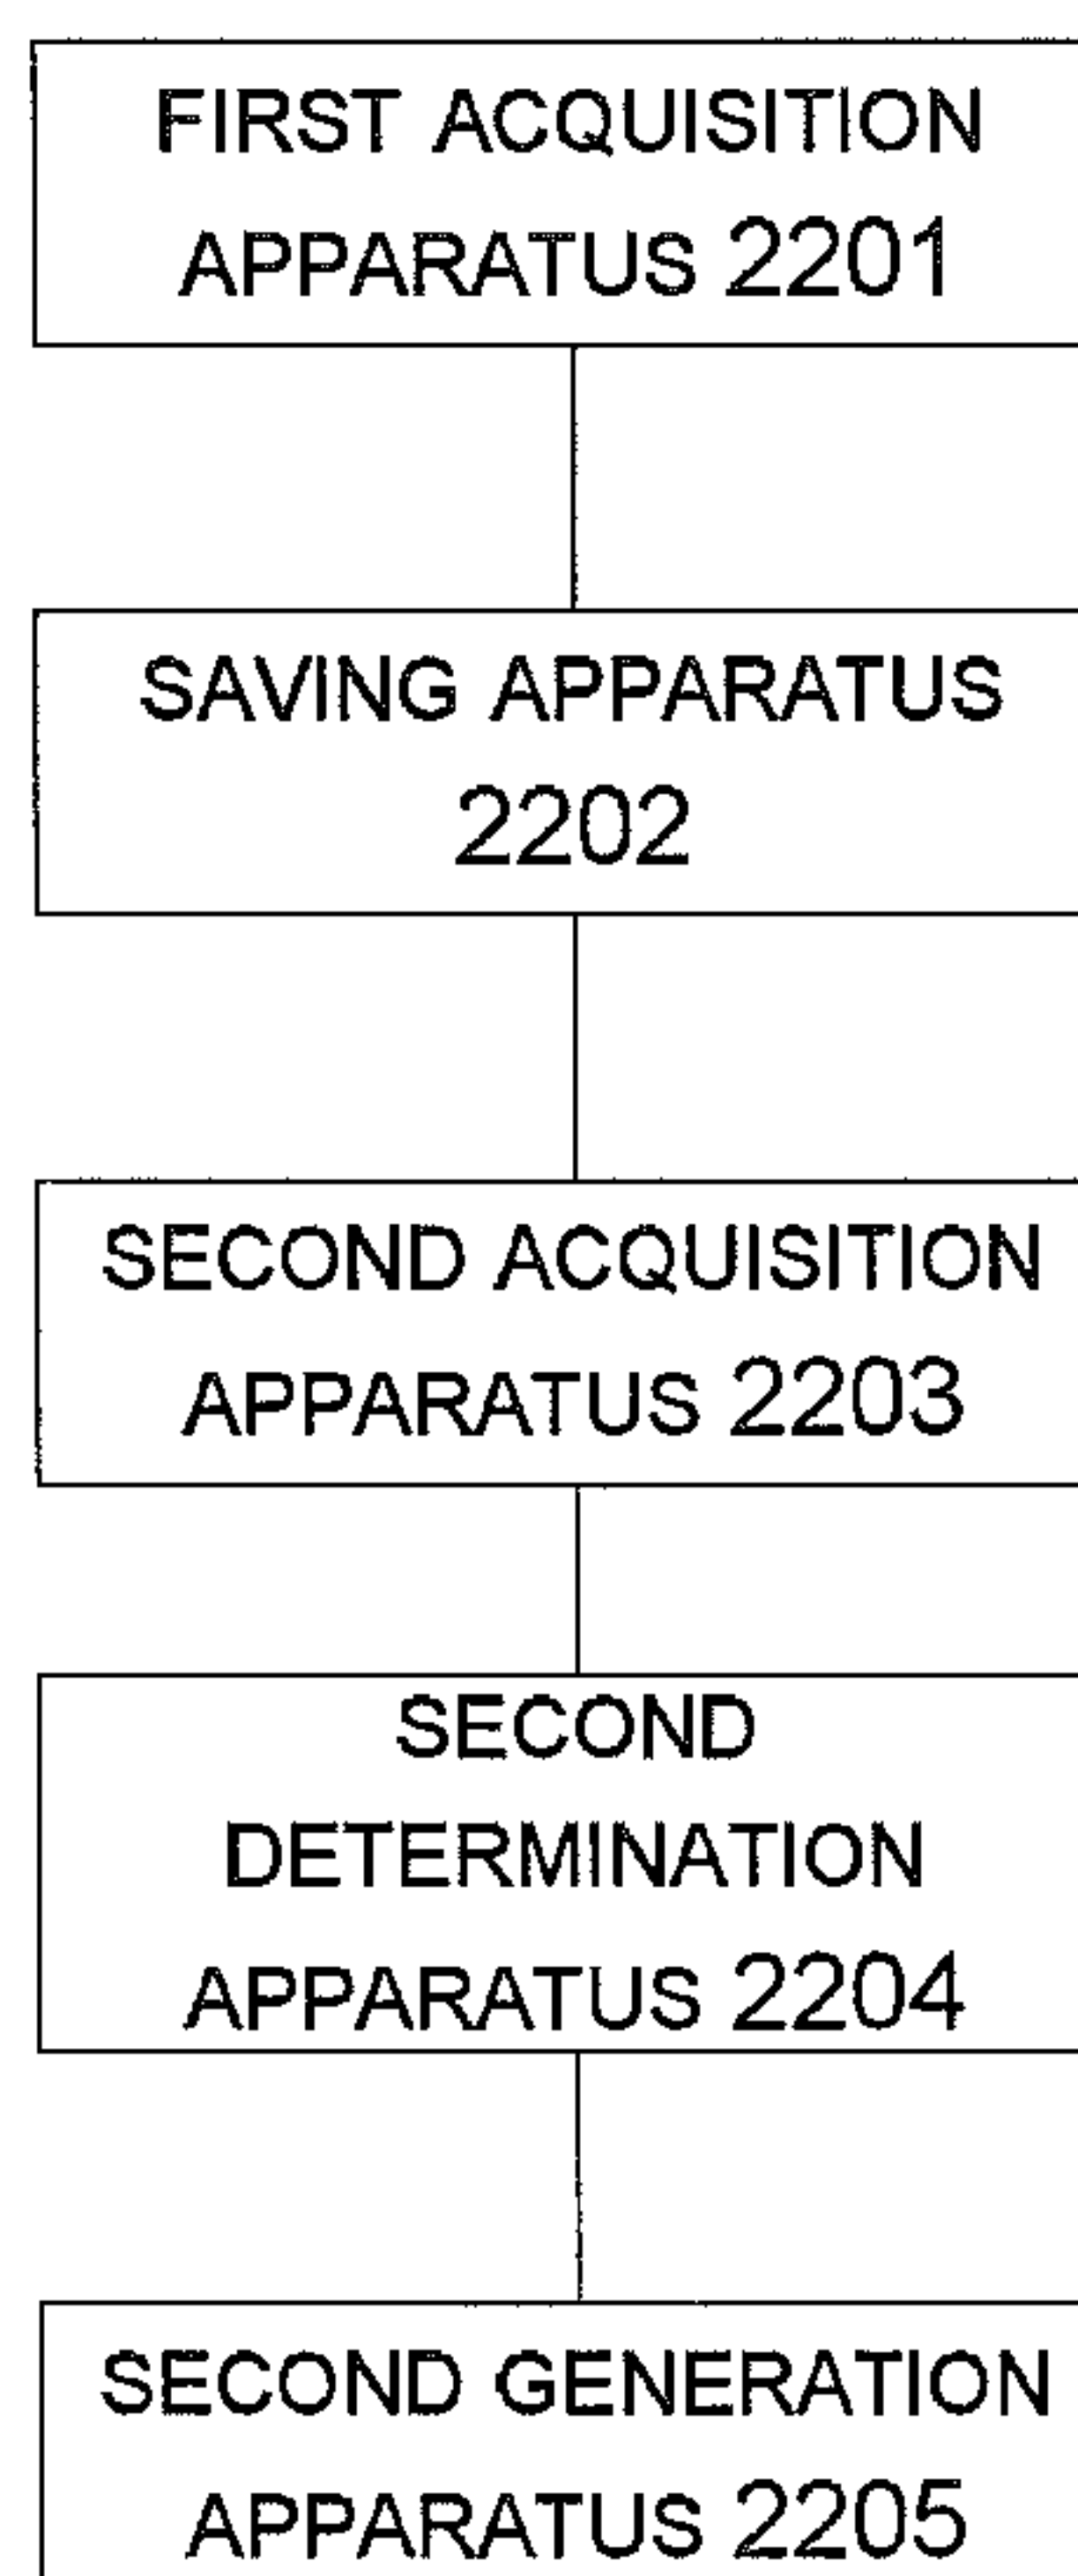 FIRST ACQUISITION
APPARATUS 2201
SAVING APPARATUS
2202
SECOND ACQUISITION
APPARATUS 2203
SECOND
DETERMINATION
APPARATUS 2204
SECOND GENERATION
APPARATUS 2205